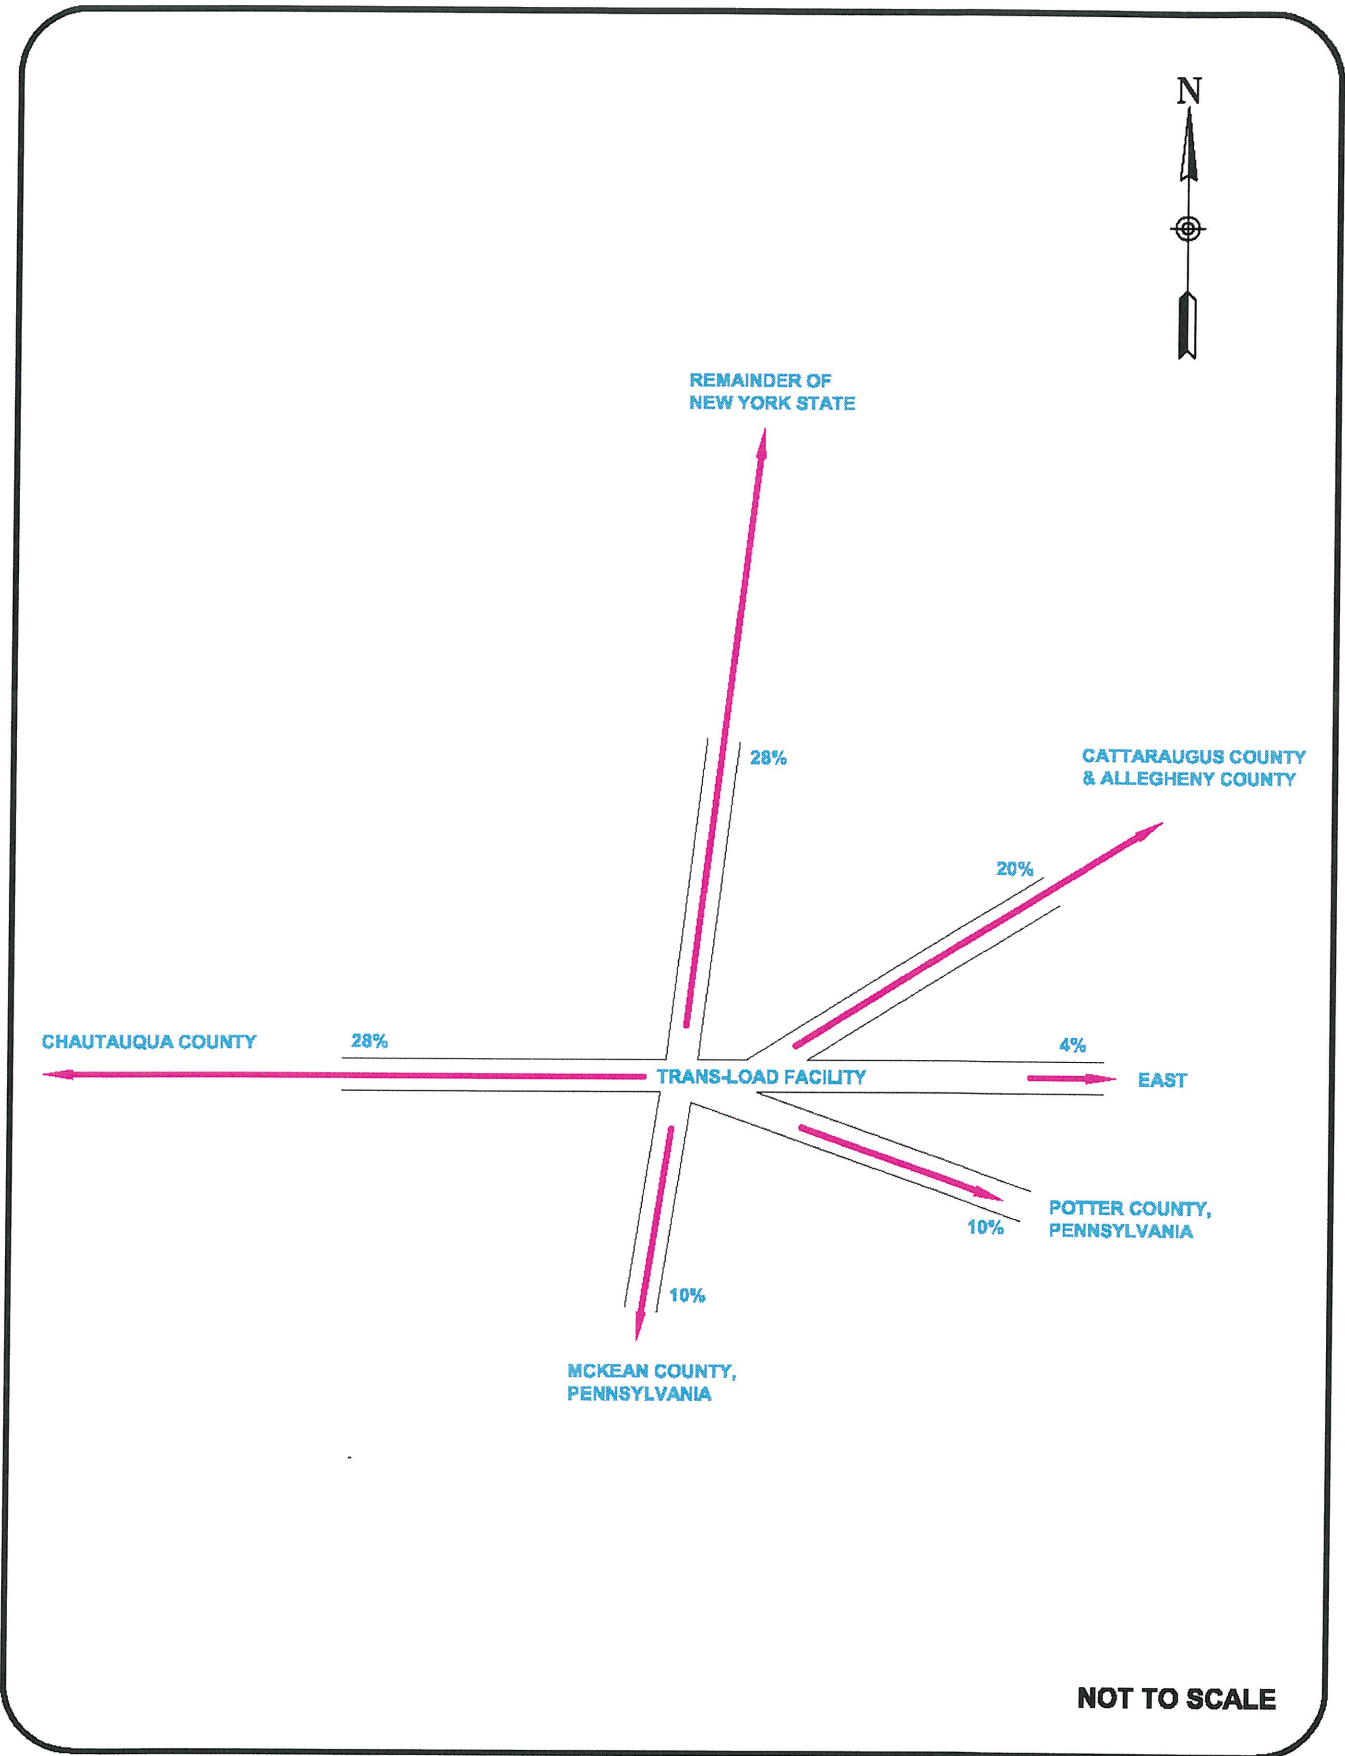 N
REMAINDER OF
NEW YORK STATE
28%
CATTARAUGUS COUNTY
& ALLEGHENY COUNTY
20%
CHAUTAUQUA COUNTY
28%
4%
TRANS-LOAD FACILITY
EAST
POTTER COUNTY,
PENNSYLVANIA
10%
10%
MCKEAN COUNTY,
PENNSYLVANIA
NOT TO SCALE